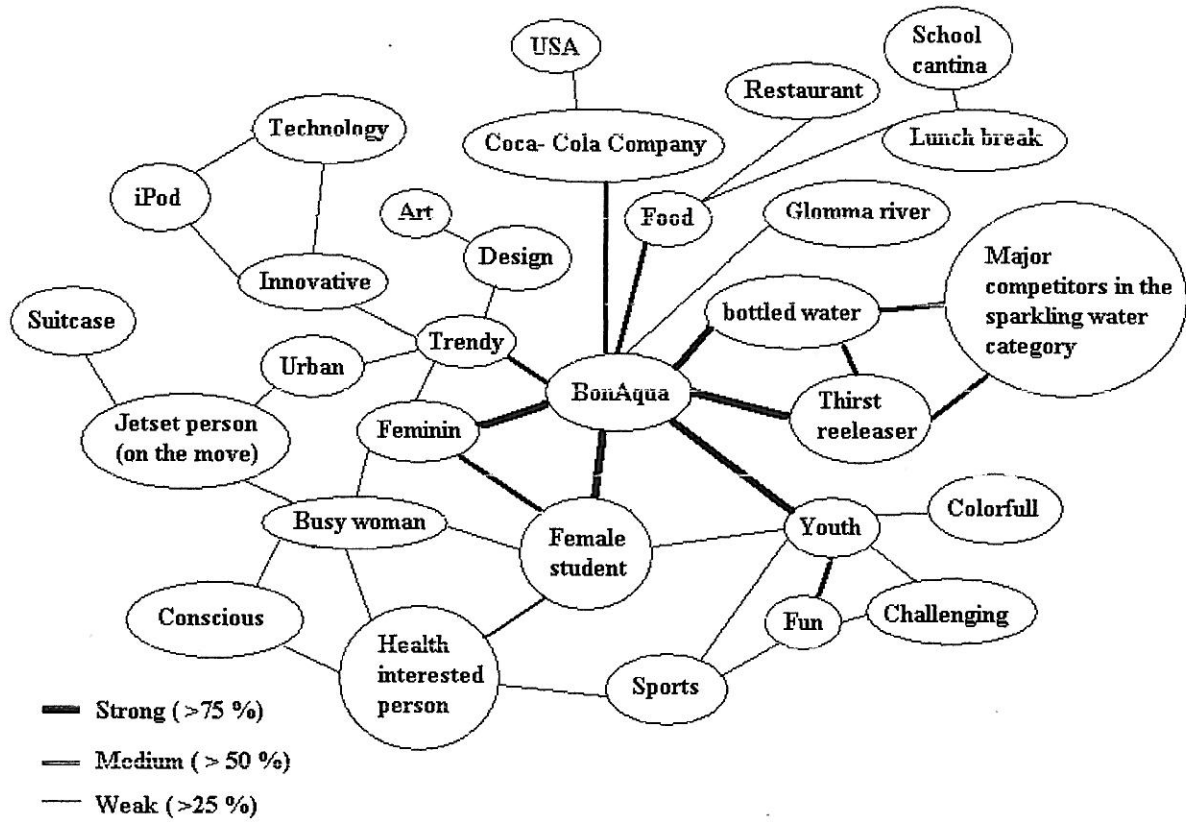 USA
School
cantina
Restaurant
Technology
Coca- Cola Company
Lunch break
iPod
Art
Food
Glomma river
Design
Innovative
Major
competitors in the
sparkling water
category
bottled water
Suitcase
Trendy
Urban
BonAqua
Thirst
reeleaser
Jetset person
(on the move)
Feminin
Busy woman
Female
student
Youth
Colorfull
Conscious
Fun
Challenging
Health
interested
person
Sports
Strong ( >75 %)
Medium ( > 50 %)
Weak ( >25 %)